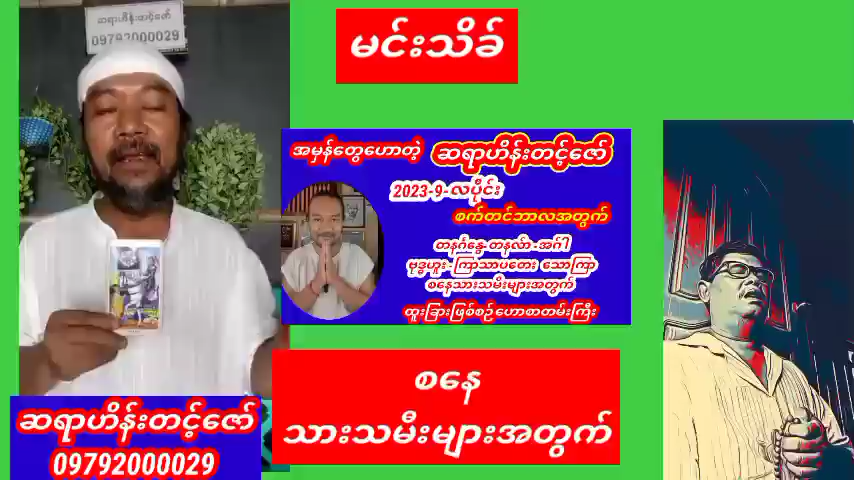 ဆရာဟိန်းတင့်ဇော်
09792000029
မင်းသိခ်
အမှန်တွေဟောတဲ့ ဆရာဟိန်းတင့်ဇော်
2023-9-လပိုင်း
စက်တင်ဘာလအတွက်
တနင်္ဂနွေ-တနင်္လာ-အင်္ဂါ
ဗုဒ္ဓဟူး-ကြာသာပတေး သောကြာ
စနေသားသမီးများအတွက်
ထူးခြားဖြစ်စဉ်ဟောစာတမ်းကြီး
စနေ
သားသမီးများအတွက်
ဆရာဟိန်းတင့်ဇော်
09792000029